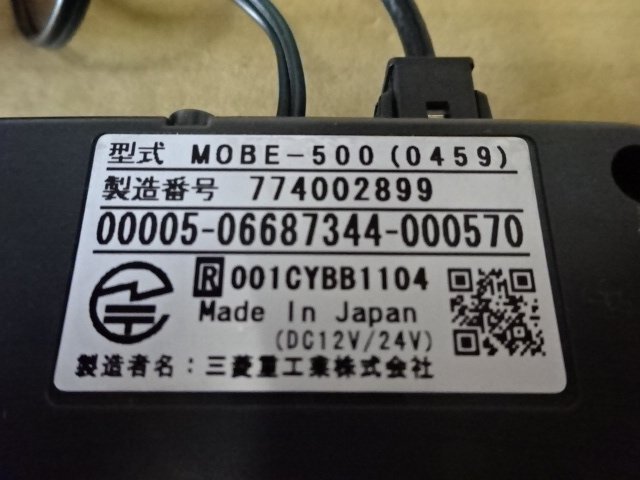 型式 MOBE-500(0459)
製造番号 774002899
00005-06687344-000570
R 001CYBB1104
Made In Japan
(DC12V/24V)
製造者名:三菱重工業株式会社